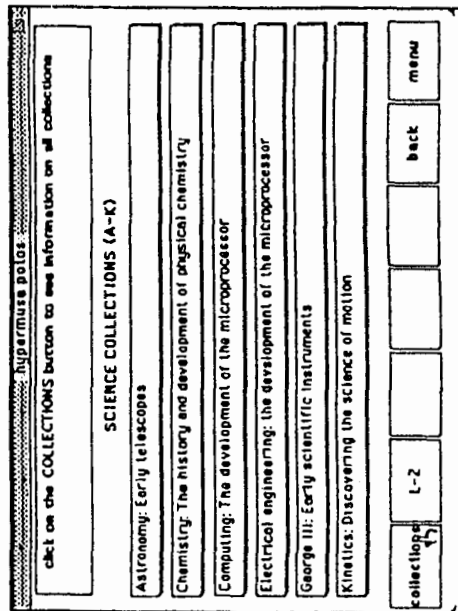 hypermuse polos
click on the COLLECTIONS button to see information on all collections
SCIENCE COLLECTIONS (A-K)
Astronomy: Early telescopes
Chemistry: The history and development of physical chemistry
Computing: The development of the microprocessor
Electrical engineering: the development of the microprocessor
George III: Early scientific instruments
Kinetics: Discovering the science of motion
collections
L-Z
back
menu